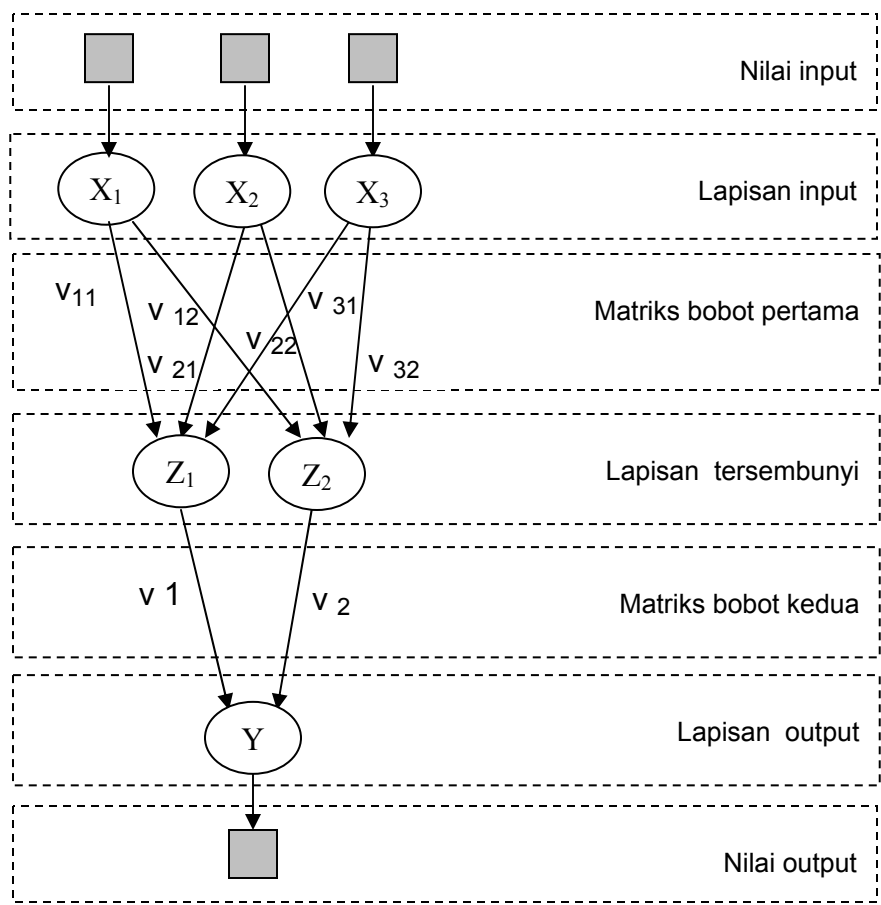 Nilai input
X1 X2 X3 Lapisan input
v11 v 12 v 31 Matriks bobot pertama
v 21 v 22 v 32
Z1 Z2 Lapisan tersembunyi
v 1 v 2 Matriks bobot kedua
Y Lapisan output
Nilai output